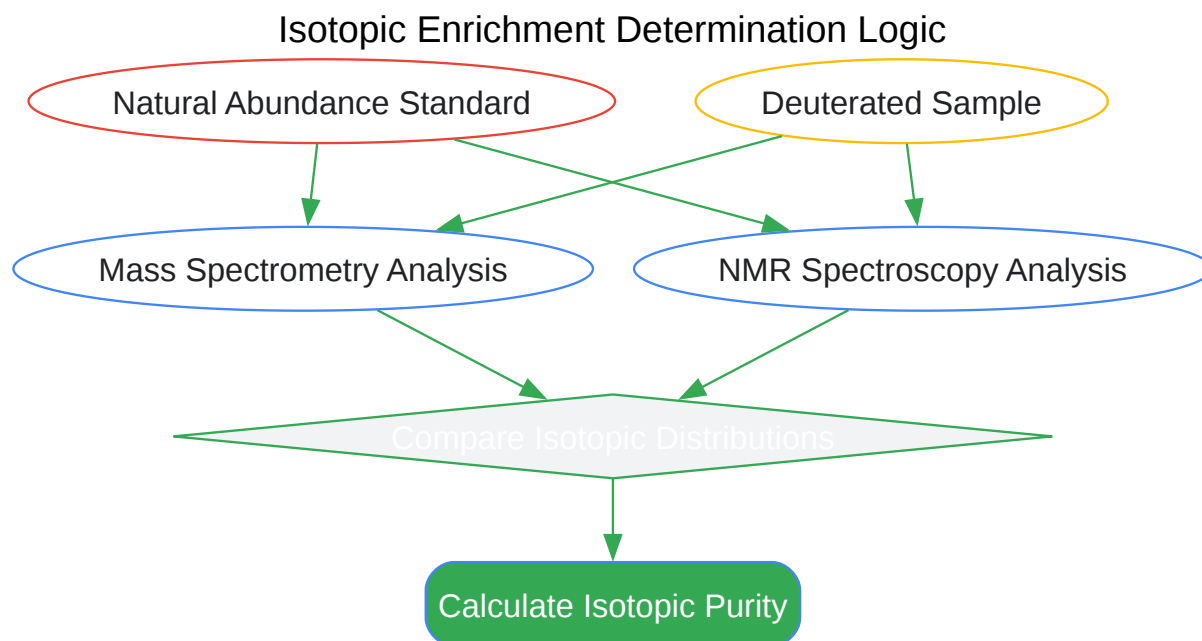 Isotopic Enrichment Determination Logic
Natural Abundance Standard
Deuterated Sample
Mass Spectrometry Analysis
NMR Spectroscopy Analysis
Compare Isotopic Distributions
Calculate Isotopic Purity